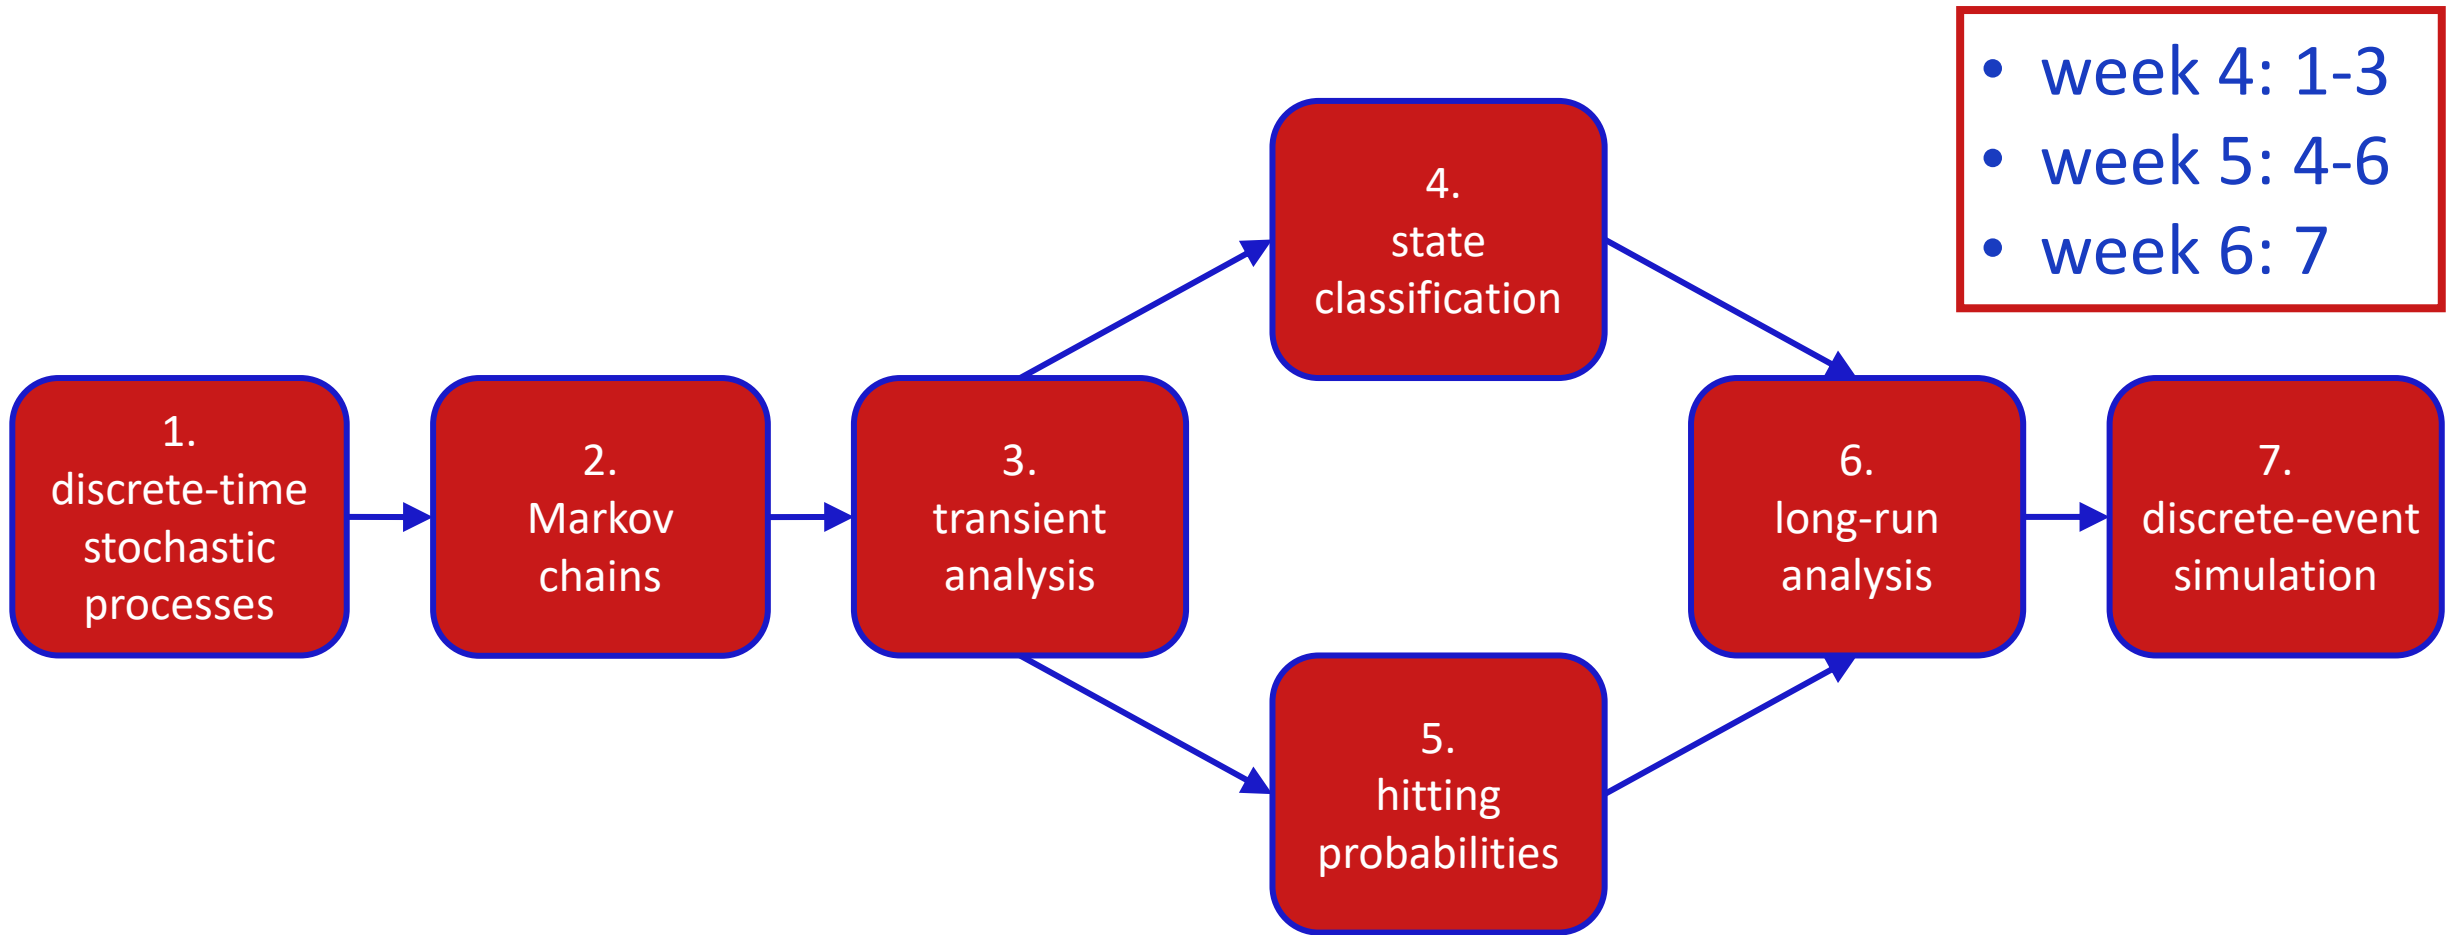 • week 4: 1-3
• week 5: 4-6
• week 6: 7
1.
discrete-time
stochastic
processes
2.
Markov
chains
3.
transient
analysis
4.
state
classification
5.
hitting
probabilities
6.
long-run
analysis
7.
discrete-event
simulation